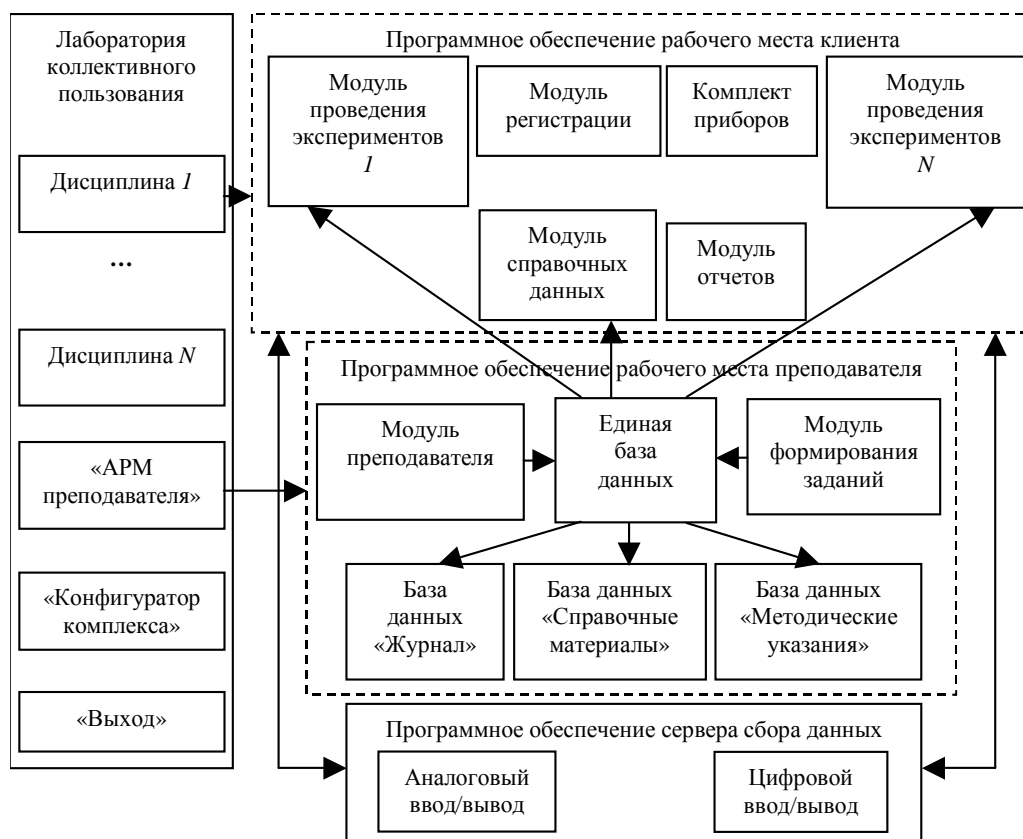 Лаборатория
коллективного
пользования
Дисциплина 1
...
Дисциплина N
«АРМ
преподавателя»
«Конфигуратор
комплекса»
«Выход»
Программное обеспечение рабочего места клиента
Модуль
проведения
экспериментов
1
Модуль
регистрации
Комплект
приборов
Модуль
проведения
экспериментов
N
Модуль
справочных
данных
Модуль
отчетов
Программное обеспечение рабочего места преподавателя
Модуль
преподавателя
Единая
база
данных
Модуль
формирования
заданий
База
данных
«Журнал»
База данных
«Справочные
материалы»
База данных
«Методические
указания»
Программное обеспечение сервера сбора данных
Аналоговый
ввод/вывод
Цифровой
ввод/вывод